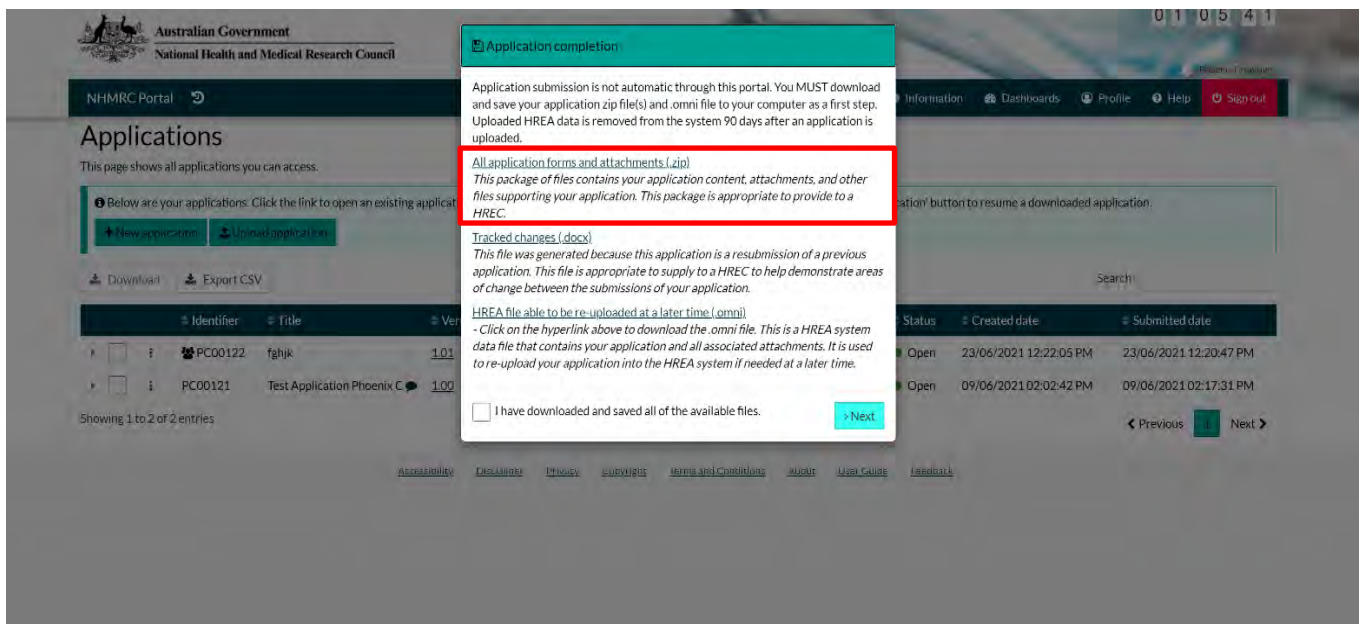 Australian Government
National Health and Medical Research Council
01 05 41
NHMRC Portal
Information Dashboards Profile Help Sign out
Applications
This page shows all applications you can access.
Below are your applications. Click the link to open an existing applicat
ation' button to resume a downloaded application.
+New application Upload application
Download Export CSV
Search:
Identifier Title Ver
Status Created date Submitted date
PC00122 fghjk 1.01
Open 23/06/2021 12:22:05 PM 23/06/2021 12:20:47 PM
PC00121 Test Application Phoenix C 1.00
Open 09/06/2021 02:02:42 PM 09/06/2021 02:17:31 PM
Showing 1 to 2 of 2 entries
Previous 1 Next
Application completion
Application submission is not automatic through this portal. You MUST download
and save your application zip file(s) and .omni file to your computer as a first step.
Uploaded HREA data is removed from the system 90 days after an application is
uploaded.
All application forms and attachments (.zip)
This package of files contains your application content, attachments, and other
files supporting your application. This package is appropriate to provide to a
HREC.
Tracked changes (.docx)
This file was generated because this application is a resubmission of a previous
application. This file is appropriate to supply to a HREC to help demonstrate areas
of change between the submissions of your application.
HREA file able to be re-uploaded at a later time (.omni)
- Click on the hyperlink above to download the .omni file. This is a HREA system
data file that contains your application and all associated attachments. It is used
to re-upload your application into the HREA system if needed at a later time.
I have downloaded and saved all of the available files.
>Next
Accessibility Disclaimer Privacy Copyright Terms and Conditions About User Guide Feedback